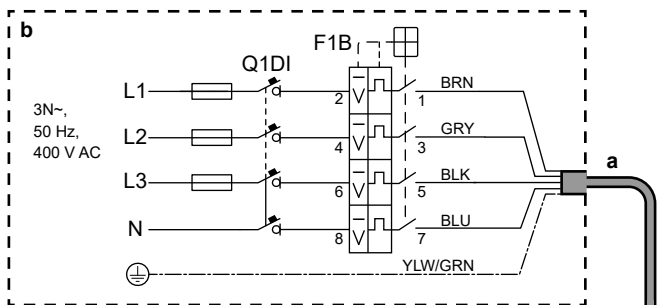 b
F1B
Q1DI
L1
2
1
BRN
3N~,
50 Hz,
400 V AC
L2
4
3
GRY
L3
6
5
BLK
a
N
8
7
BLU
YLW/GRN